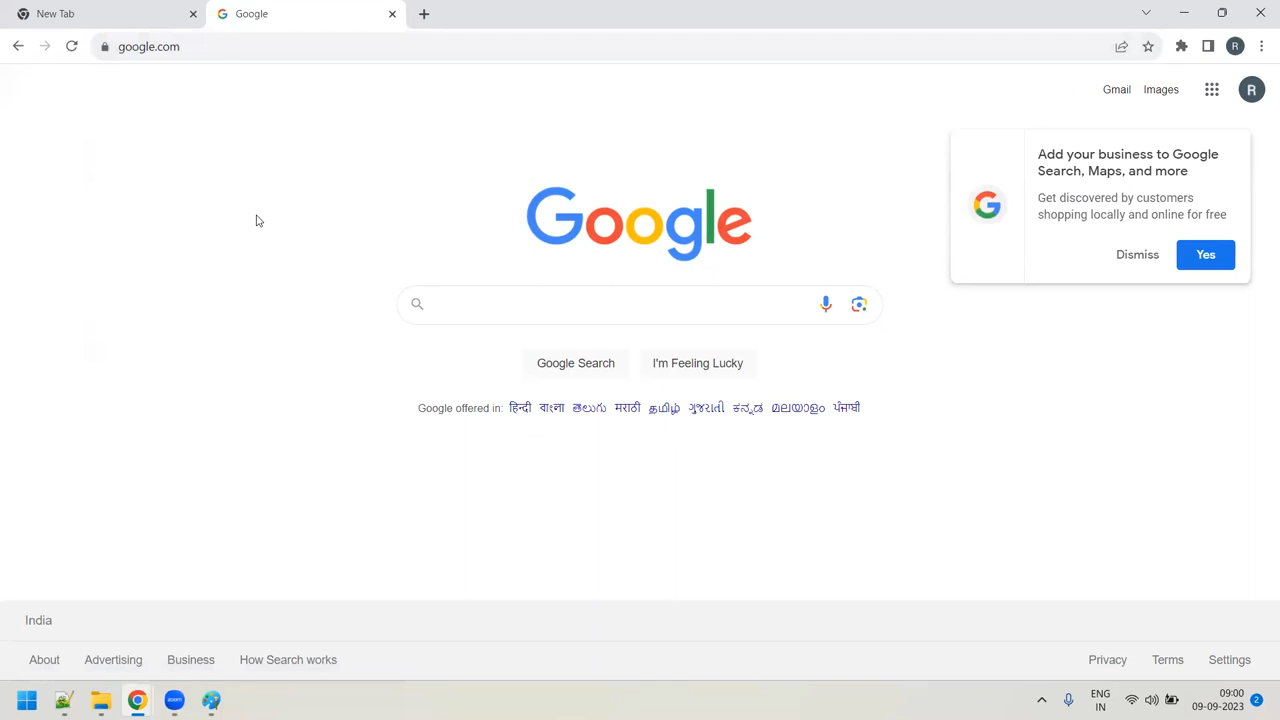 New Tab
Google
google.com
Gmail Images
R
Add your business to Google
Search, Maps, and more
Get discovered by customers
shopping locally and online for free
Dismiss Yes
Google
Google Search I'm Feeling Lucky
Google offered in: हिन्दी বাংলা తెలుగు मराठी தமிழ் ગુજરાતી ಕನ್ನಡ മലയാളം ਪੰਜਾਬੀ
India
About Advertising Business How Search works Privacy Terms Settings
zoom
ENG
IN
09:00
09-09-2023
2